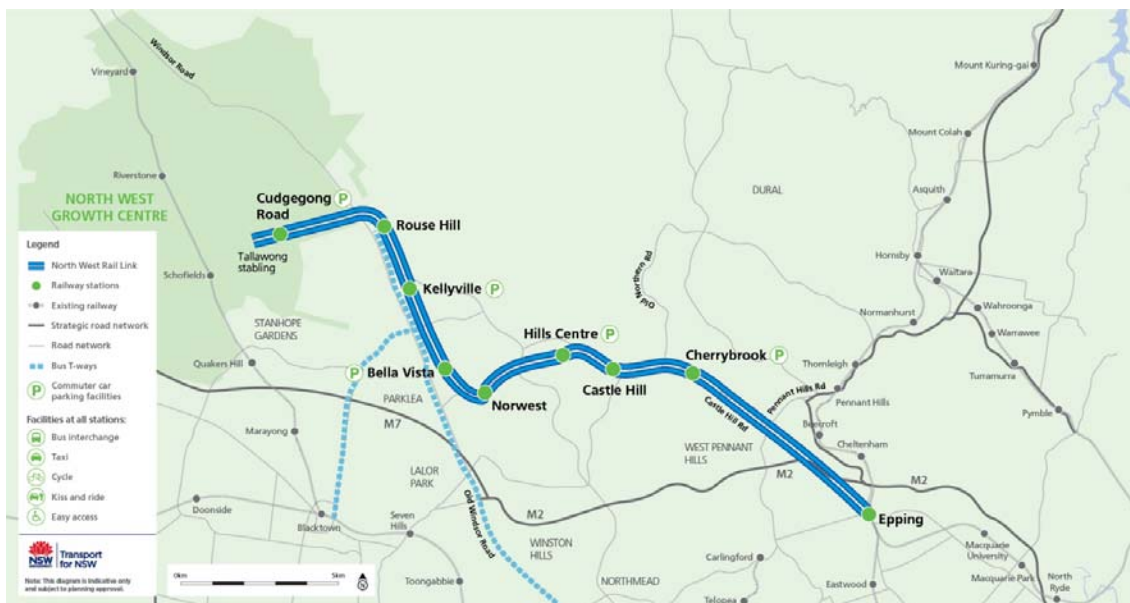 Windsor Road
Vineyard
Mount Kuring-gai
Mount Colah
Riverstone
DURAL
Asquith
NORTH WEST
GROWTH CENTRE
Cudgegong
Road
P
Rouse Hill
Tallawong
stabling
Old Northern Rd
Hornsby
Waitara
Schofields
Kellyville
P
Wahroonga
Normanhurst
Warrawee
STANHOPE
GARDENS
Hills Centre
P
Cherrybrook
P
Thornleigh
Turramurra
Quakers Hill
P
Bella Vista
PARKLEA
Norwest
Castle Hill
Castle Hill Rd
Pennant Hills Rd
Pennant Hills
Pymble
M7
Marayong
Beecroft
Cheltenham
WEST PENNANT
HILLS
LALOR
PARK
M2
M2
Old Windsor Road
M2
Doonside
Blacktown
Seven
Hills
Epping
WINSTON
HILLS
Macquarie
University
Carlingford
Macquarie Park
Toongabbie
NORTHMEAD
Eastwood
North
Ryde
Telopea
Legend
North West Rail Link
Railway stations
Existing railway
Strategic road network
Road network
Bus T-ways
P
Commuter car
parking facilities
Facilities at all stations:
Bus interchange
Taxi
Cycle
Kiss and ride
Easy access
NSW
Transport
for NSW
Note: This diagram is indicative only
and subject to planning approval.
0km
5km
N